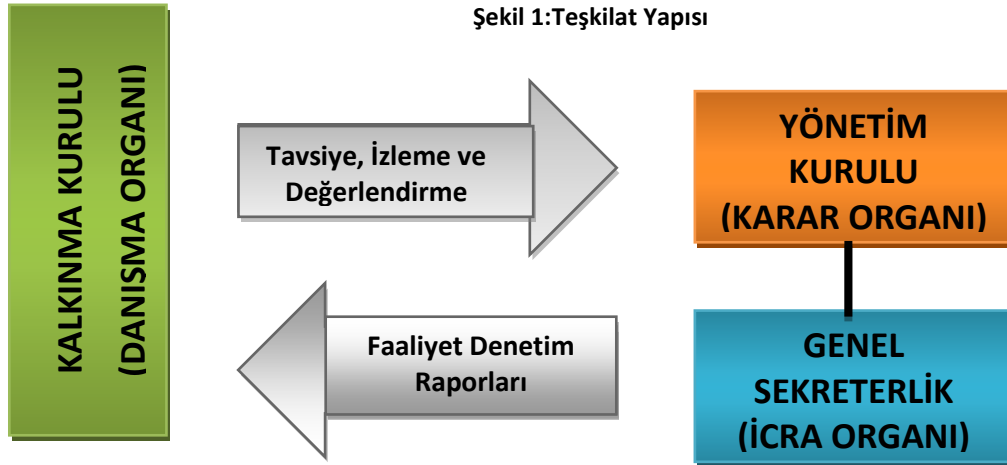 Şekil 1:Teşkilat Yapısı
KALKINMA KURULU
(DANISMA ORGANI)
Tavsiye, İzleme ve
Değerlendirme
YÖNETİM
KURULU
(KARAR ORGANI)
Faaliyet Denetim
Raporları
GENEL
SEKRETERLİK
(İCRA ORGANI)